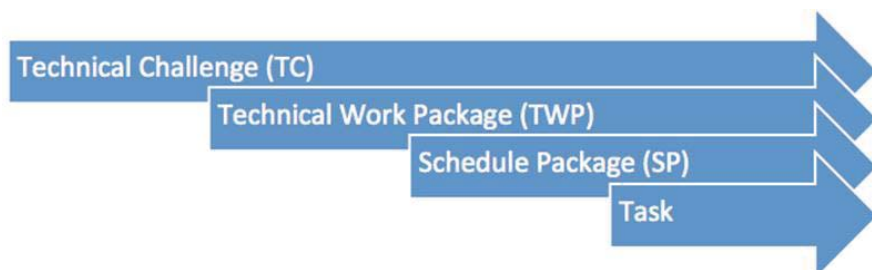 Technical Challenge (TC)
Technical Work Package (TWP)
Schedule Package (SP)
Task